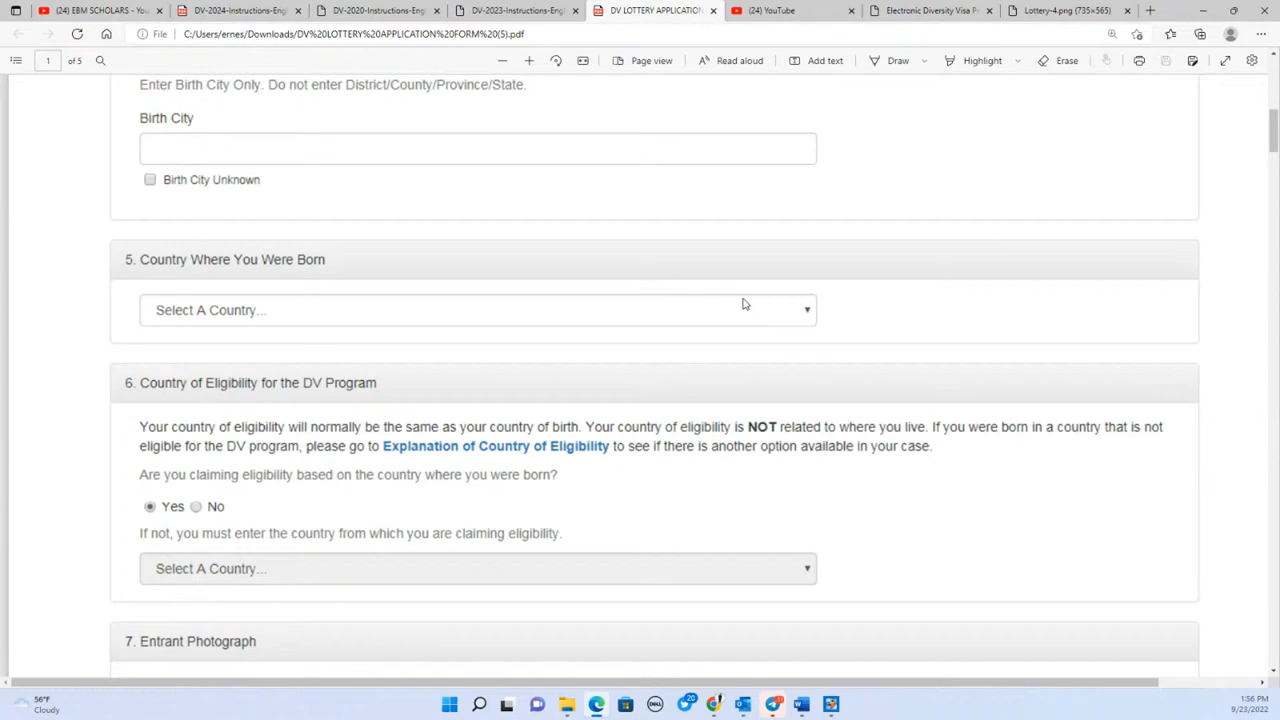 (24) EBM SCHOLARS - You
DV-2024-Instructions-Engl
DV-2020-Instructions-Engl
DV-2023-Instructions-Engl
DV LOTTERY APPLICATION
(24) YouTube
Electronic Diversity Visa P
Lottery-4.png (735×565)
File
C:/Users/ernes/Downloads/DV%20LOTTERY%20APPLICATION%20FORM%20(5).pdf
1 of 5
Page view
Read aloud
Add text
Draw
Highlight
Erase
Enter Birth City Only. Do not enter District/County/Province/State.
Birth City
Birth City Unknown
5. Country Where You Were Born
Select A Country...
6. Country of Eligibility for the DV Program
Your country of eligibility will normally be the same as your country of birth. Your country of eligibility is NOT related to where you live. If you were born in a country that is not
eligible for the DV program, please go to Explanation of Country of Eligibility to see if there is another option available in your case.
Are you claiming eligibility based on the country where you were born?
Yes No
If not, you must enter the country from which you are claiming eligibility.
Select A Country...
7. Entrant Photograph
56°F
Cloudy
DELL
20
1:56 PM
9/23/2022